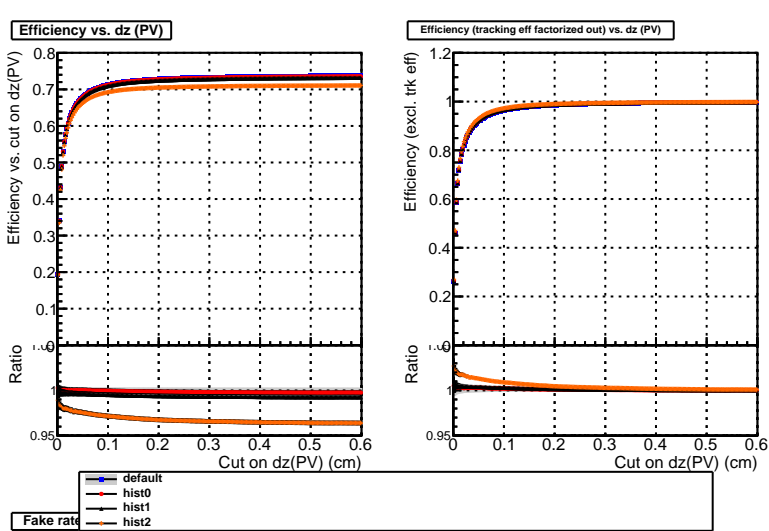 Efficiency vs. dz (PV)
Efficiency vs. cut on dz(PV)
0.8
0.7
0.6
0.5
0.4
0.3
0.2
0.1
Ratio
1
0.95
0 0.1 0.2 0.3 0.4 0.5 0.6
Cut on dz(PV) (cm)
Efficiency (tracking eff factorized out) vs. dz (PV)
Efficiency (excl. trk eff)
1.2
1
0.8
0.6
0.4
0.2
0
Ratio
1
0.95
0 0.1 0.2 0.3 0.4 0.5 0.6
Cut on dz(PV) (cm)
default
hist0
hist1
hist2
Fake rate